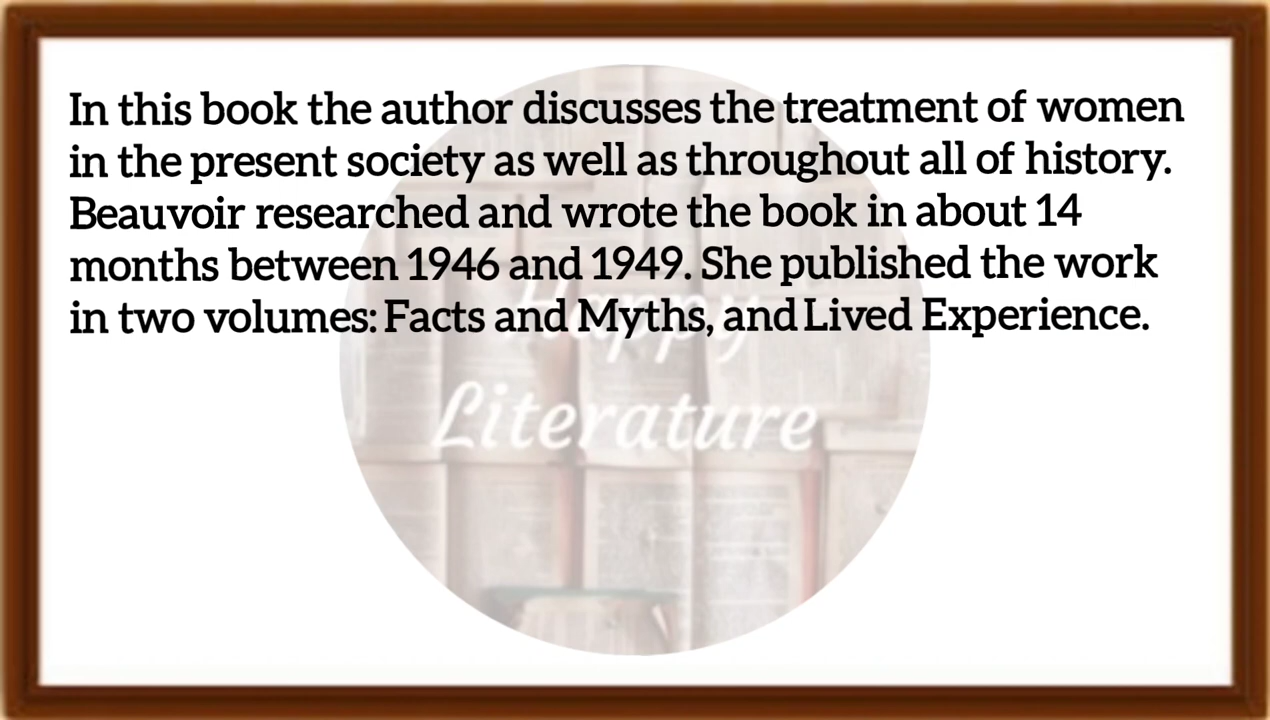 In this book the author discusses the treatment of women
in the present society as well as throughout all of history.
Beauvoir researched and wrote the book in about 14
months between 1946 and 1949. She published the work
in two volumes: Facts and Myths, and Lived Experience.
Happy
Literature